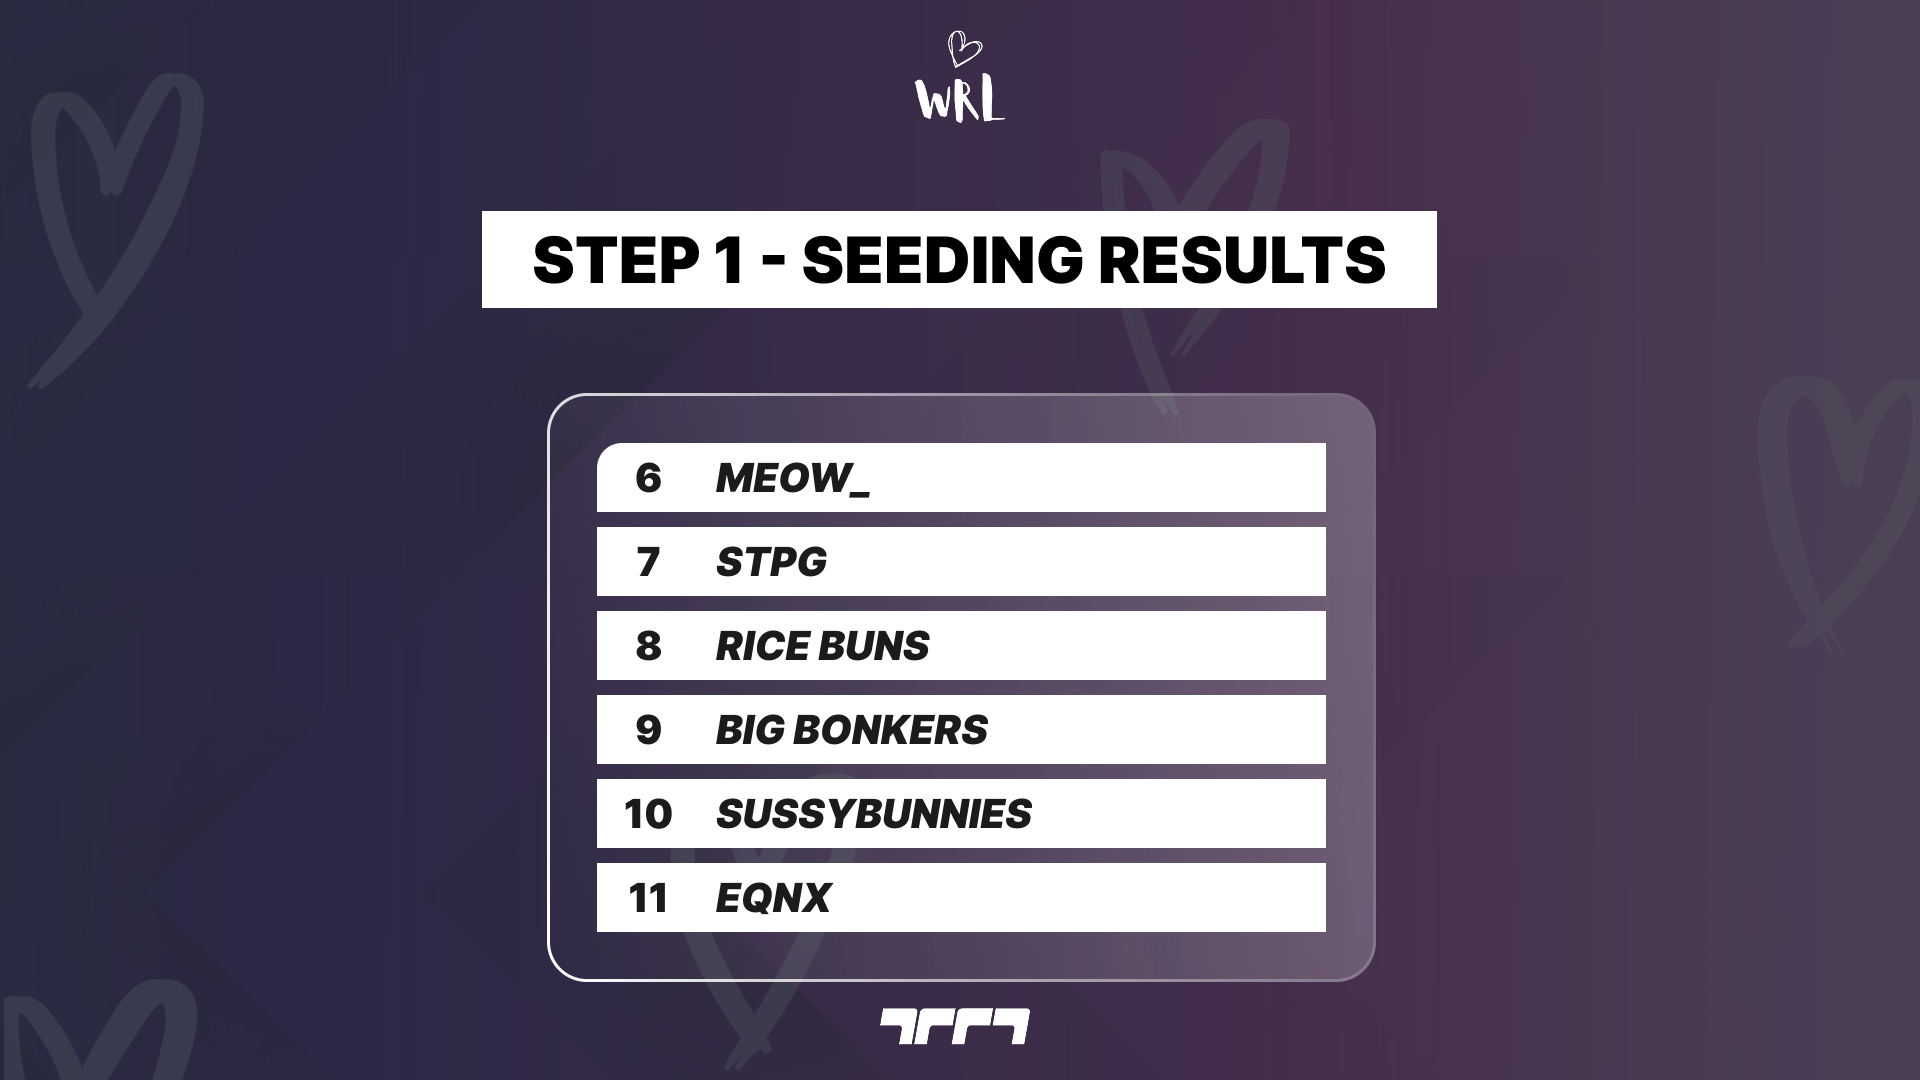 WRL
STEP 1 - SEEDING RESULTS
6 MEOW_
7 STPG
8 RICE BUNS
9 BIG BONKERS
10 SUSSYBUNNIES
11 EQNX